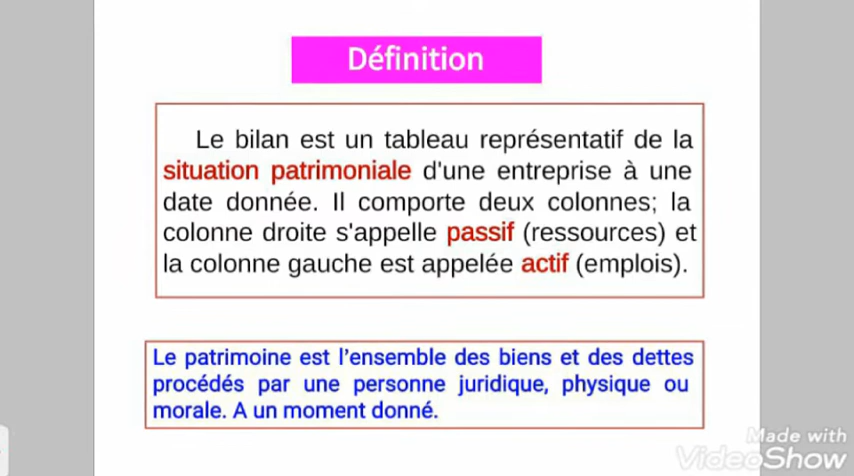 Définition
Le bilan est un tableau représentatif de la
situation patrimoniale d'une entreprise à une
date donnée. Il comporte deux colonnes; la
colonne droite s'appelle passif (ressources) et
la colonne gauche est appelée actif (emplois).
Le patrimoine est l'ensemble des biens et des dettes
procédés par une personne juridique, physique ou
morale. A un moment donné.
Made with
VideoShow